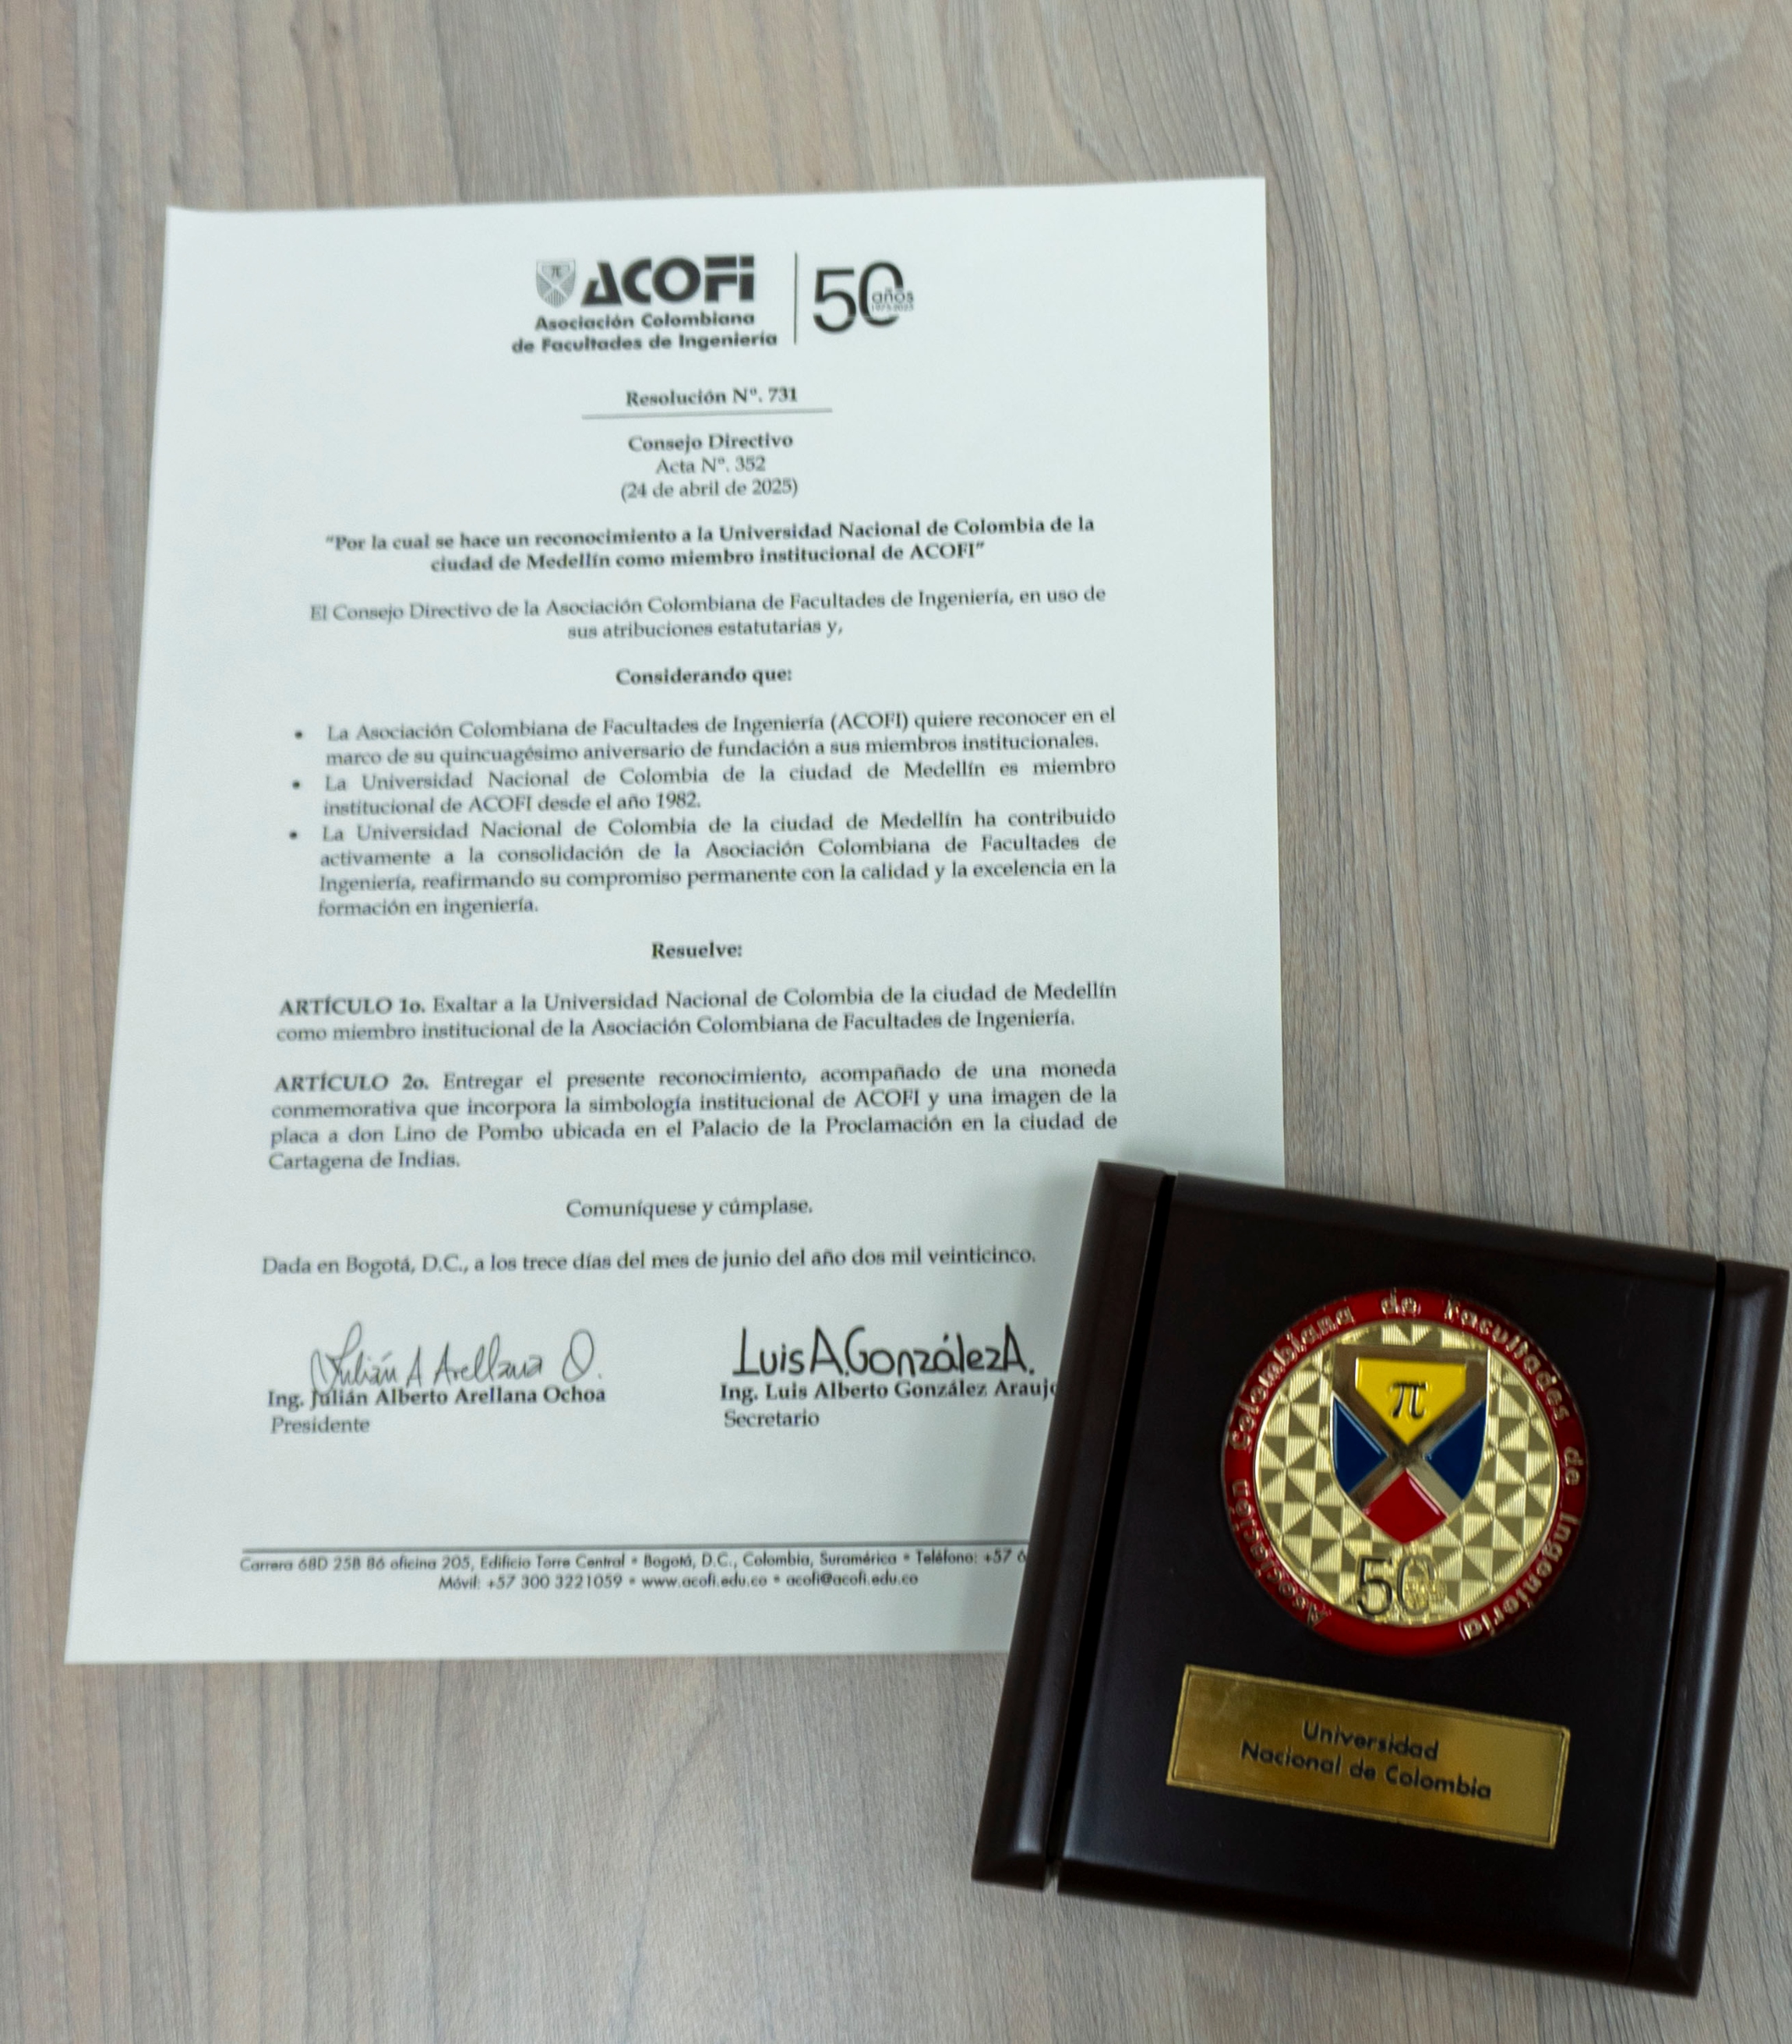 π
ACOFI
Asociación Colombiana
de Facultades de Ingeniería
50
años
1975-2025
Resolución Nº. 731
Consejo Directivo
Acta Nº. 352
(24 de abril de 2025)
“Por la cual se hace un reconocimiento a la Universidad Nacional de Colombia de la
ciudad de Medellín como miembro institucional de ACOFI”
El Consejo Directivo de la Asociación Colombiana de Facultades de Ingeniería, en uso de
sus atribuciones estatutarias y,
Considerando que:
• La Asociación Colombiana de Facultades de Ingeniería (ACOFI) quiere reconocer en el
marco de su quincuagésimo aniversario de fundación a sus miembros institucionales.
• La Universidad Nacional de Colombia de la ciudad de Medellín es miembro
institucional de ACOFI desde el año 1982.
• La Universidad Nacional de Colombia de la ciudad de Medellín ha contribuido
activamente a la consolidación de la Asociación Colombiana de Facultades de
Ingeniería, reafirmando su compromiso permanente con la calidad y la excelencia en la
formación en ingeniería.
Resuelve:
ARTÍCULO 1o. Exaltar a la Universidad Nacional de Colombia de la ciudad de Medellín
como miembro institucional de la Asociación Colombiana de Facultades de Ingeniería.
ARTÍCULO 2o. Entregar el presente reconocimiento, acompañado de una moneda
conmemorativa que incorpora la simbología institucional de ACOFI y una imagen de la
placa a don Lino de Pombo ubicada en el Palacio de la Proclamación en la ciudad de
Cartagena de Indias.
Comuníquese y cúmplase.
Dada en Bogotá, D.C., a los trece días del mes de junio del año dos mil veinticinco.
Julián A Arellana O.
Luis A. González A.
Ing. Julián Alberto Arellana Ochoa
Presidente
Ing. Luis Alberto González Araujo
Secretario
Carrera 68D 25B 86 oficina 205, Edificio Torre Central • Bogotá, D.C., Colombia, Suramérica • Teléfono: +57 6
Móvil: +57 300 3221059 • www.acofi.edu.co • acofi@acofi.edu.co
Asociación Colombiana de Facultades de Ingeniería
π
50
Universidad
Nacional de Colombia